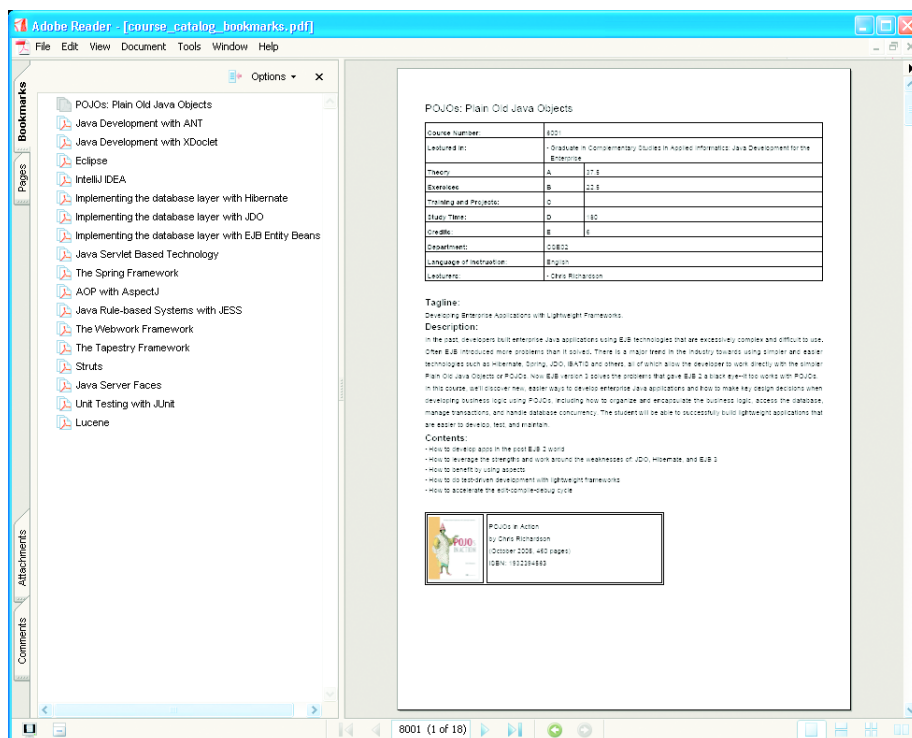 Adobe Reader - [course_catalog_bookmarks.pdf]
File Edit View Document Tools Window Help
Options
Bookmarks
Pages
Attachments
Comments
POJOs: Plain Old Java Objects
Java Development with ANT
Java Development with XDoclet
Eclipse
IntelliJ IDEA
Implementing the database layer with Hibernate
Implementing the database layer with JDO
Implementing the database layer with EJB Entity Beans
Java Servlet Based Technology
The Spring Framework
AOP with AspectJ
Java Rule-based Systems with JESS
The Webwork Framework
The Tapestry Framework
Struts
Java Server Faces
Unit Testing with JUnit
Lucene
POJOs: Plain Old Java Objects
Course Number: 8001
Lectured in: - Graduate in Complementary Studies in Applied Informatics: Java Development for the
Enterprise
Theory A 37.5
Exercises B 22.5
Training and Projects: C
Study Time: D 180
Credits: E 6
Department:
Language of Instruction: English
Lecturers: - Chris Richardson
Tagline:
Developing Enterprise Applications with Lightweight Frameworks.
Description:
In the past, developers built enterprise Java applications using EJB technologies that are excessively complex and difficult to use.
Often EJB introduced more problems than it solved. There is a major trend in the industry towards using simpler and easier
technologies such as Hibernate, Spring, JDO, iBATIS and others, all of which allow the developer to work directly with the simpler
Plain Old Java Objects or POJOs. Now EJB version 3 solves the problems that gave EJB 2 a black eye—it too works with POJOs.
In this course, we'll discover new, easier ways to develop enterprise Java applications and how to make key design decisions when
developing business logic using POJOs, including how to organize and encapsulate the business logic, access the database,
manage transactions, and handle database concurrency. The student will be able to successfully build lightweight applications that
are easier to develop, test, and maintain.
Contents:
- How to develop apps in the post EJB 2 world
- How to leverage the strengths and work around the weaknesses of: JDO, Hibernate, and EJB 3
- How to benefit by using aspects
- How to do test-driven development with lightweight frameworks
- How to accelerate the edit-compile-debug cycle
POJO
POJOs in Action
by Chris Richardson
pages)
ISBN: 1932394583
8001 (1 of 18)